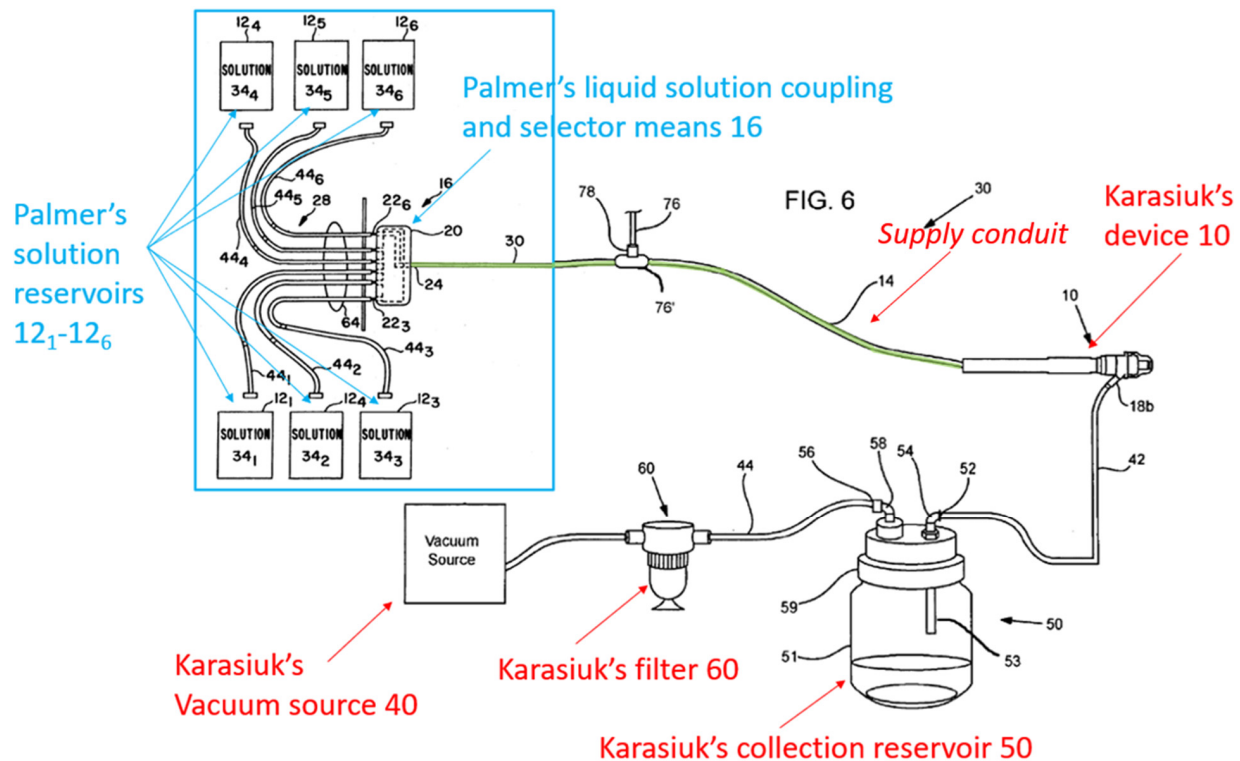 12₄
12₅
12₆
SOLUTION
34₄
SOLUTION
34₅
SOLUTION
34₆
Palmer’s liquid solution coupling
and selector means 16
44₆
44₅
44₄
28
22₆
16
20
30
24
64
22₃
Palmer’s
solution
reservoirs
12₁-12₆
78
76
76'
FIG. 6
30
Supply conduit
Karasiuk’s
device 10
14
10
18b
44₁
44₂
44₃
12₁
12₄
12₃
SOLUTION
34₁
SOLUTION
34₂
SOLUTION
34₃
Vacuum
Source
60
44
56
58
54
52
42
59
51
53
50
Karasiuk’s
Vacuum source 40
Karasiuk’s filter 60
Karasiuk’s collection reservoir 50